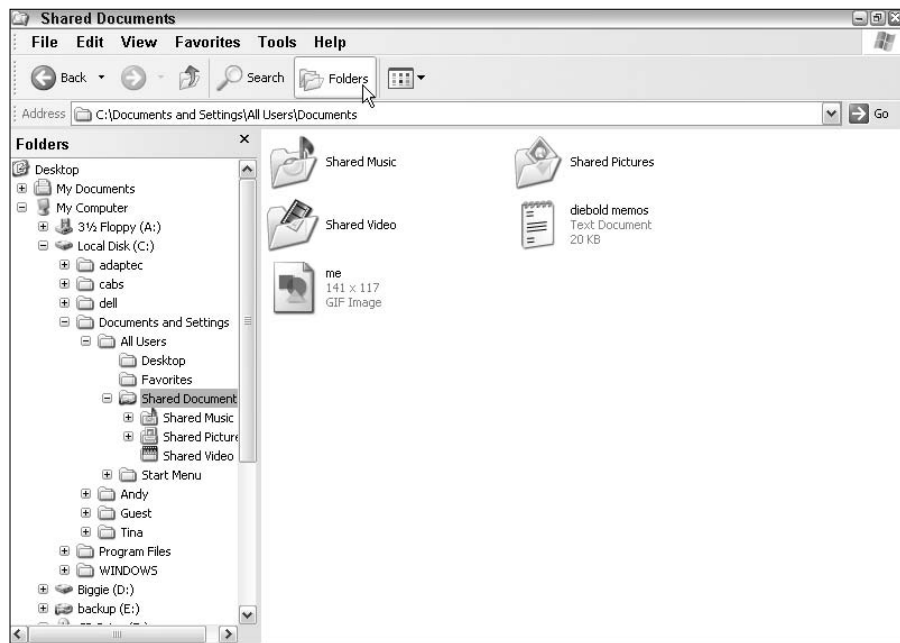 Shared Documents
File Edit View Favorites Tools Help
Back Search Folders
Address C:\Documents and Settings\All Users\Documents Go
Folders
Desktop
My Documents
My Computer
3½ Floppy (A:)
Local Disk (C:)
adaptec
cabs
dell
Documents and Settings
All Users
Desktop
Favorites
Shared Document
Shared Music
Shared Picture
Shared Video
Start Menu
Andy
Guest
Tina
Program Files
WINDOWS
Biggie (D:)
backup (E:)
Shared Music
Shared Pictures
Shared Video
diebold memos
Text Document
20 KB
me
141 x 117
GIF Image